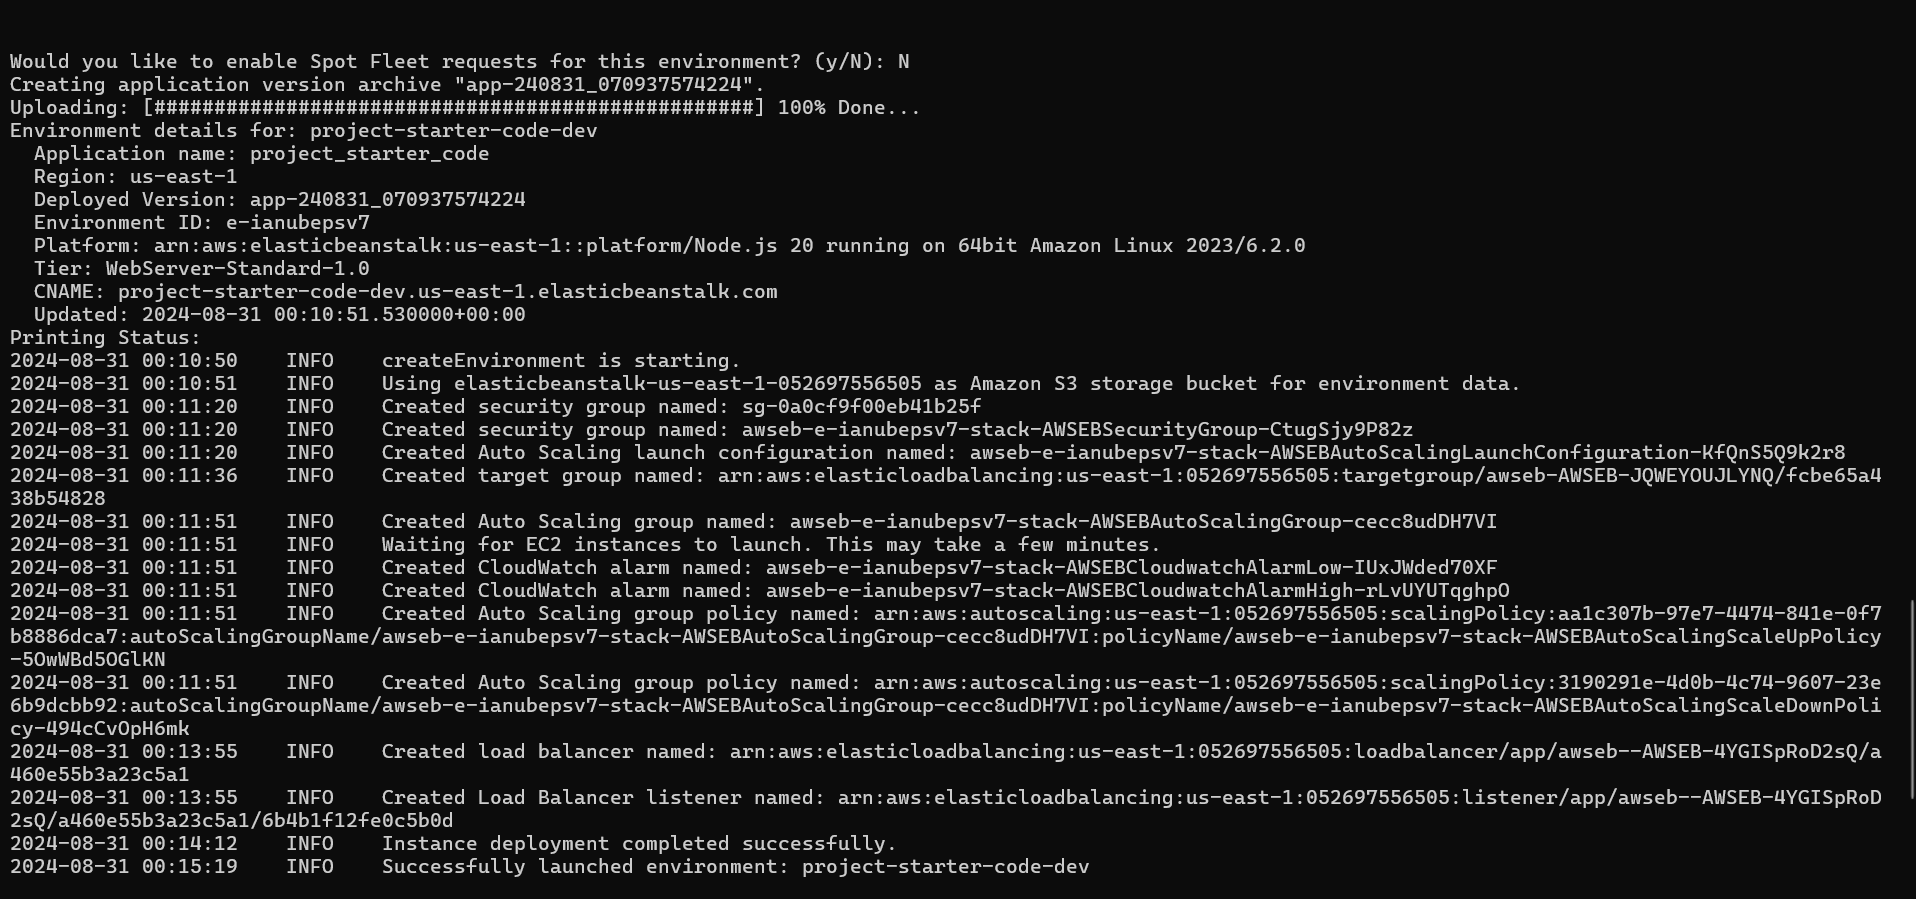 Would you like to enable Spot Fleet requests for this environment? (y/N): N
Creating application version archive "app-240831_070937574224".
Uploading: [##################################################] 100% Done...
Environment details for: project-starter-code-dev
  Application name: project_starter_code
  Region: us-east-1
  Deployed Version: app-240831_070937574224
  Environment ID: e-ianubepsv7
  Platform: arn:aws:elasticbeanstalk:us-east-1::platform/Node.js 20 running on 64bit Amazon Linux 2023/6.2.0
  Tier: WebServer-Standard-1.0
  CNAME: project-starter-code-dev.us-east-1.elasticbeanstalk.com
  Updated: 2024-08-31 00:10:51.530000+00:00
Printing Status:
2024-08-31 00:10:50    INFO    createEnvironment is starting.
2024-08-31 00:10:51    INFO    Using elasticbeanstalk-us-east-1-052697556505 as Amazon S3 storage bucket for environment data.
2024-08-31 00:11:20    INFO    Created security group named: sg-0a0cf9f00eb41b25f
2024-08-31 00:11:20    INFO    Created security group named: awseb-e-ianubepsv7-stack-AWSEBSecurityGroup-CtugSjy9P82z
2024-08-31 00:11:20    INFO    Created Auto Scaling launch configuration named: awseb-e-ianubepsv7-stack-AWSEBAutoScalingLaunchConfiguration-KfQnS5Q9k2r8
2024-08-31 00:11:36    INFO    Created target group named: arn:aws:elasticloadbalancing:us-east-1:052697556505:targetgroup/awseb-AWSEB-JQWEYOUJLYNQ/fcbe65a4
38b54828
2024-08-31 00:11:51    INFO    Created Auto Scaling group named: awseb-e-ianubepsv7-stack-AWSEBAutoScalingGroup-cecc8udDH7VI
2024-08-31 00:11:51    INFO    Waiting for EC2 instances to launch. This may take a few minutes.
2024-08-31 00:11:51    INFO    Created CloudWatch alarm named: awseb-e-ianubepsv7-stack-AWSEBCloudwatchAlarmLow-IUxJWded70XF
2024-08-31 00:11:51    INFO    Created CloudWatch alarm named: awseb-e-ianubepsv7-stack-AWSEBCloudwatchAlarmHigh-rLvUYUTqghpO
2024-08-31 00:11:51    INFO    Created Auto Scaling group policy named: arn:aws:autoscaling:us-east-1:052697556505:scalingPolicy:aa1c307b-97e7-4474-841e-0f7
b8886dca7:autoScalingGroupName/awseb-e-ianubepsv7-stack-AWSEBAutoScalingGroup-cecc8udDH7VI:policyName/awseb-e-ianubepsv7-stack-AWSEBAutoScalingScaleUpPolicy
-5OwWBd5OGlKN
2024-08-31 00:11:51    INFO    Created Auto Scaling group policy named: arn:aws:autoscaling:us-east-1:052697556505:scalingPolicy:3190291e-4d0b-4c74-9607-23e
6b9dcbb92:autoScalingGroupName/awseb-e-ianubepsv7-stack-AWSEBAutoScalingGroup-cecc8udDH7VI:policyName/awseb-e-ianubepsv7-stack-AWSEBAutoScalingScaleDownPoli
cy-494cCvOpH6mk
2024-08-31 00:13:55    INFO    Created load balancer named: arn:aws:elasticloadbalancing:us-east-1:052697556505:loadbalancer/app/awseb--AWSEB-4YGISpRoD2sQ/a
460e55b3a23c5a1
2024-08-31 00:13:55    INFO    Created Load Balancer listener named: arn:aws:elasticloadbalancing:us-east-1:052697556505:listener/app/awseb--AWSEB-4YGISpRoD
2sQ/a460e55b3a23c5a1/6b4b1f12fe0c5b0d
2024-08-31 00:14:12    INFO    Instance deployment completed successfully.
2024-08-31 00:15:19    INFO    Successfully launched environment: project-starter-code-dev